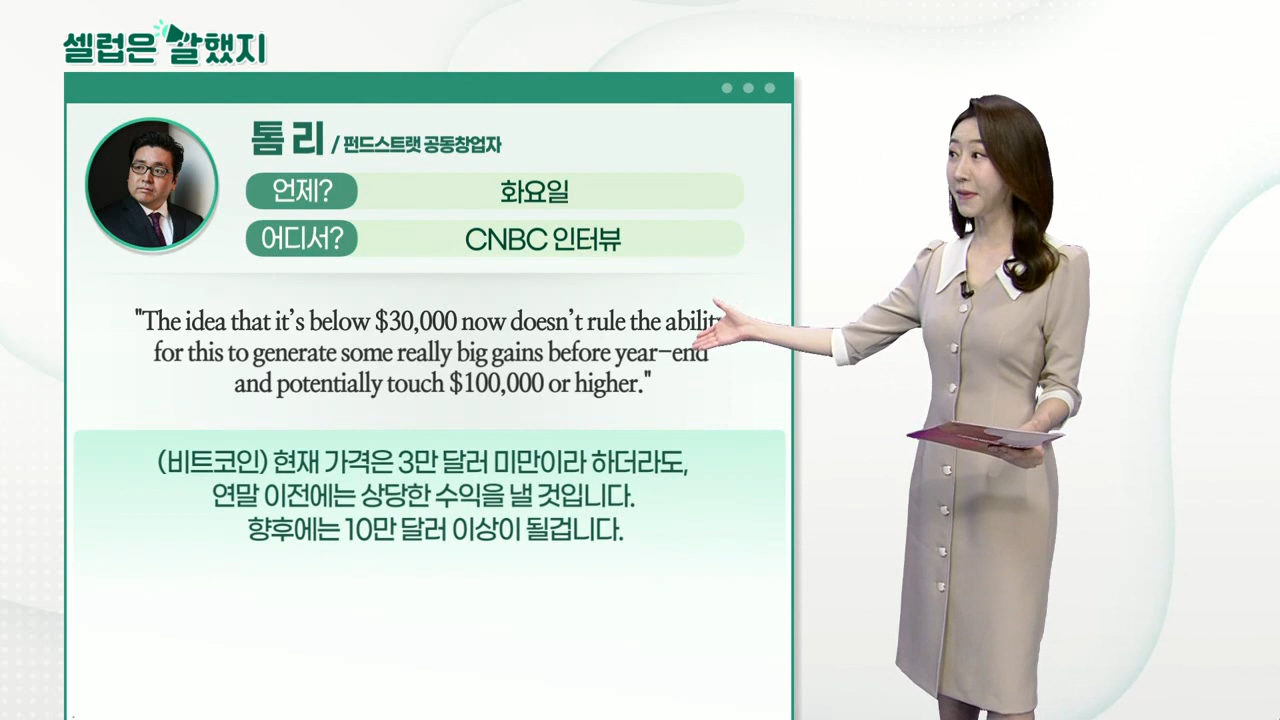 셀럽은 말했지
톰 리 / 펀드스트랫 공동창업자
언제? 화요일
어디서? CNBC 인터뷰
"The idea that it's below $30,000 now doesn't rule the ability
for this to generate some really big gains before year-end
and potentially touch $100,000 or higher."
(비트코인) 현재 가격은 3만 달러 미만이라 하더라도,
연말 이전에는 상당한 수익을 낼 것입니다.
향후에는 10만 달러 이상이 될겁니다.